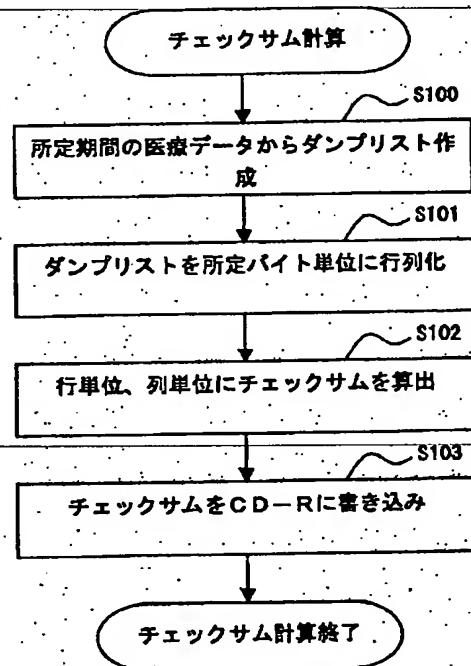 チェックサム計算
S100
所定期間の医療データからダンプリスト作
成
S101
ダンプリストを所定バイト単位に行列化
S102
行単位、列単位にチェックサムを算出
S103
チェックサムをCD－Rに書き込み
チェックサム計算終了